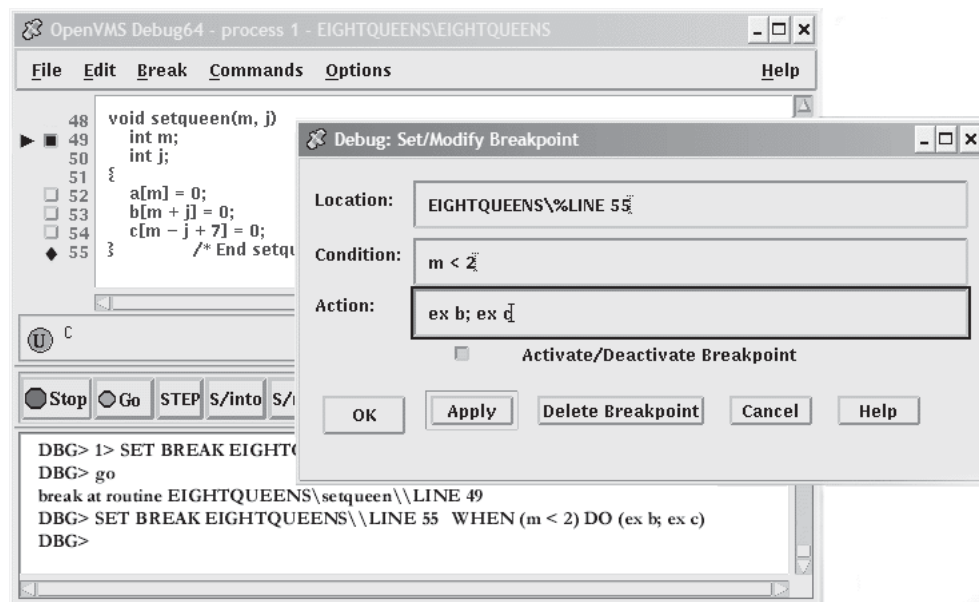 OpenVMS Debug64 - process 1 - EIGHTQUEENS\EIGHTQUEENS
File Edit Break Commands Options Help
48 void setqueen(m, j)
49 int m;
50 int j;
51 {
52 a[m] = 0;
53 b[m + j] = 0;
54 c[m - j + 7] = 0;
55 } /* End setqu
U C
Stop Go STEP S/into S/
DBG> 1> SET BREAK EIGHT
DBG> go
break at routine EIGHTQUEENS\setqueen\\LINE 49
DBG> SET BREAK EIGHTQUEENS\\LINE 55 WHEN (m < 2) DO (ex b; ex c)
DBG>
Debug: Set/Modify Breakpoint
Location: EIGHTQUEENS\%LINE 55
Condition: m < 2
Action: ex b; ex c
Activate/Deactivate Breakpoint
OK Apply Delete Breakpoint Cancel Help